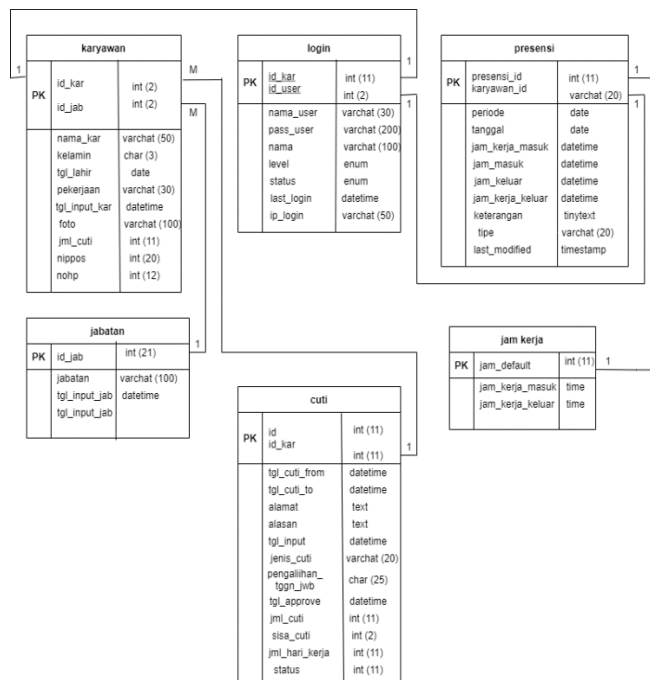 karyawan
PK
id_kar int (2)
id_jab int (2)
nama_kar varchat (50)
kelamin char (3)
tgl_lahir date
pekerjaan varchat (30)
tgl_input_kar datetime
foto varchat (100)
jml_cuti int (11)
nippos int (20)
nohp int (12)
1
M
M
login
PK
id_kar int (11)
id_user int (2)
nama_user varchat (30)
pass_user varchat (200)
nama varchat (100)
level enum
status enum
last_login datetime
ip_login varchat (50)
1
1
presensi
PK
presensi_id int (11)
karyawan_id varchat (20)
periode date
tanggal date
jam_kerja_masuk datetime
jam_masuk datetime
jam_keluar datetime
jam_kerja_keluar datetime
keterangan tinytext
tipe varchat (20)
last_modified timestamp
1
1
jabatan
PK id_jab int (21)
jabatan varchat (100)
tgl_input_jab datetime
tgl_input_jab
1
jam kerja
PK jam_default int (11)
jam_kerja_masuk time
jam_kerja_keluar time
1
cuti
PK
id int (11)
id_kar int (11)
tgl_cuti_from datetime
tgl_cuti_to datetime
alamat text
alasan text
tgl_input datetime
jenis_cuti varchat (20)
pengaliihan_
tggn_jwb char (25)
tgl_approve datetime
jml_cuti int (11)
sisa_cuti int (2)
jml_hari_kerja int (11)
status int (11)
1